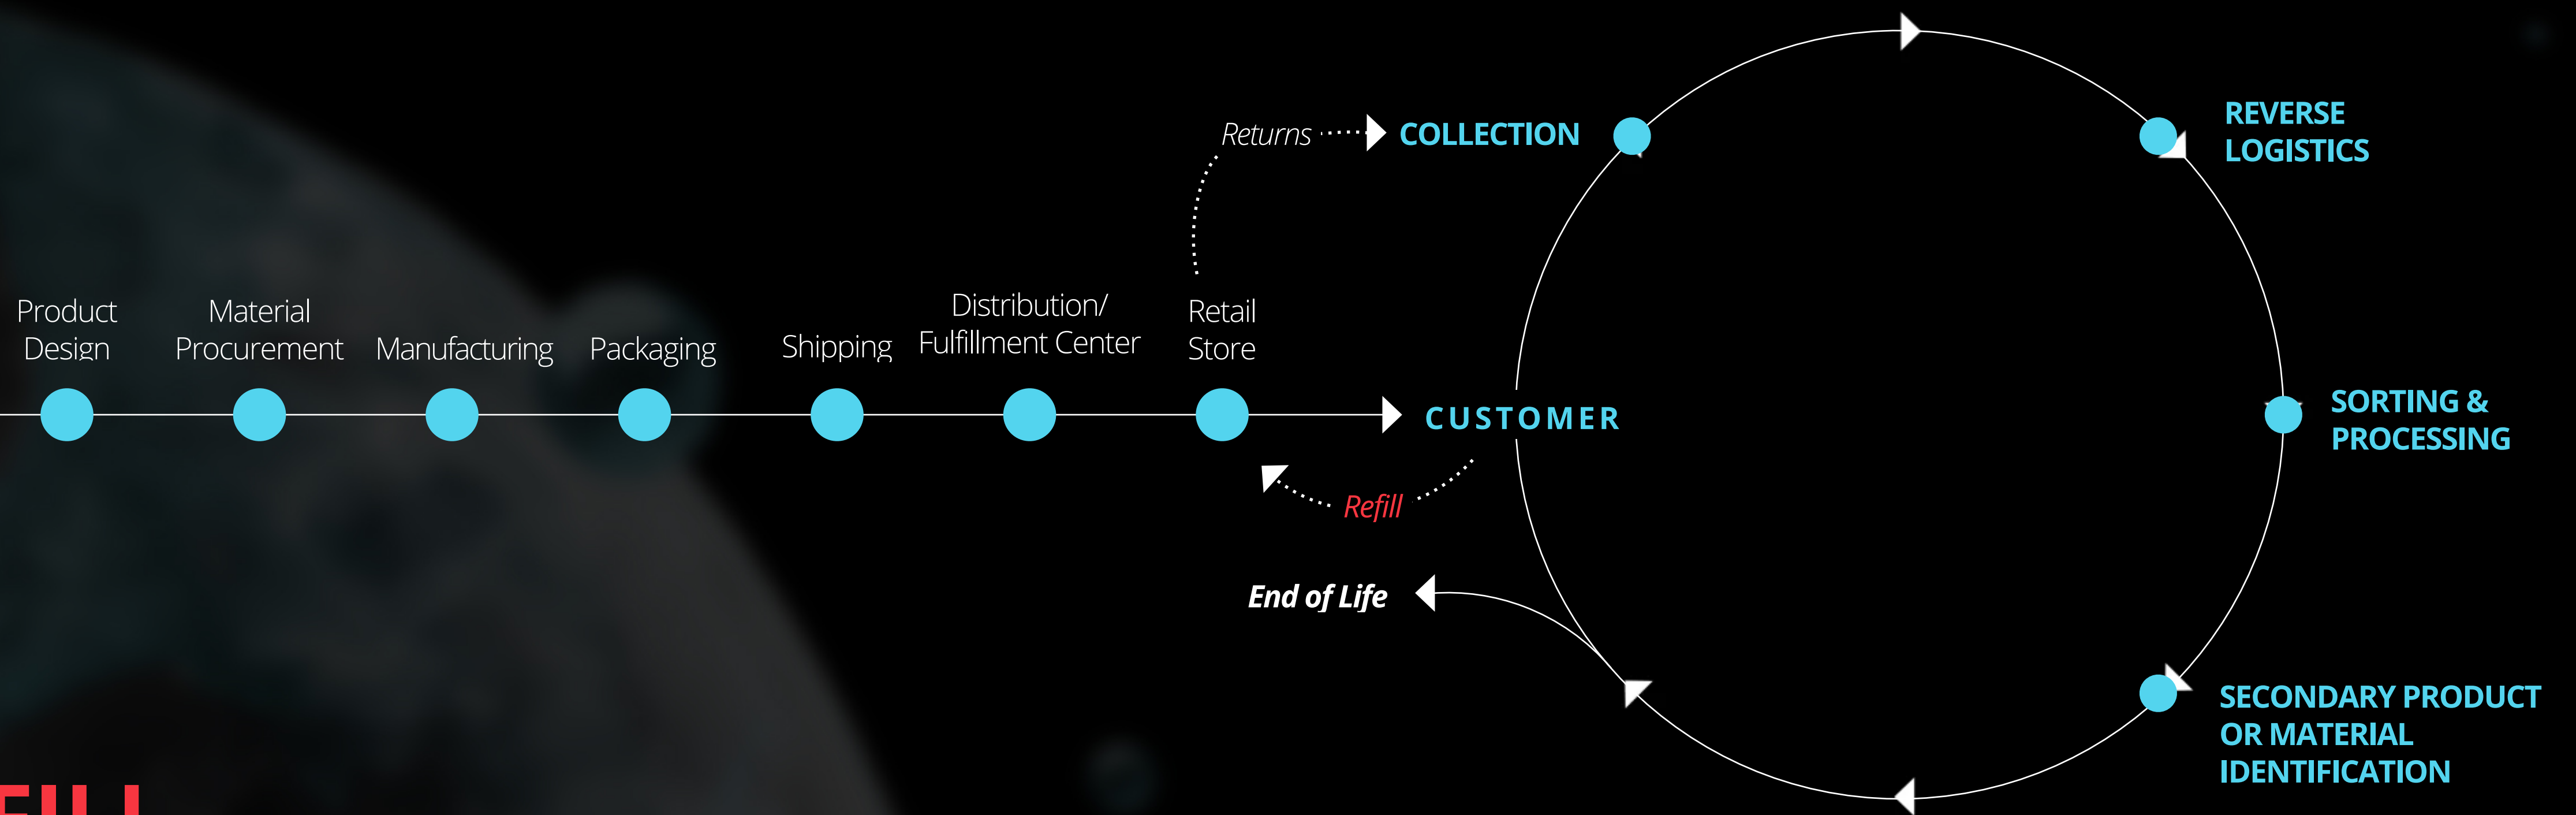 Product
Design
Material
Procurement
Manufacturing
Packaging
Shipping
Distribution/
Fulfillment Center
Retail
Store
Returns
COLLECTION
CUSTOMER
Refill
End of Life
REVERSE
LOGISTICS
SORTING &
PROCESSING
SECONDARY PRODUCT
OR MATERIAL
IDENTIFICATION